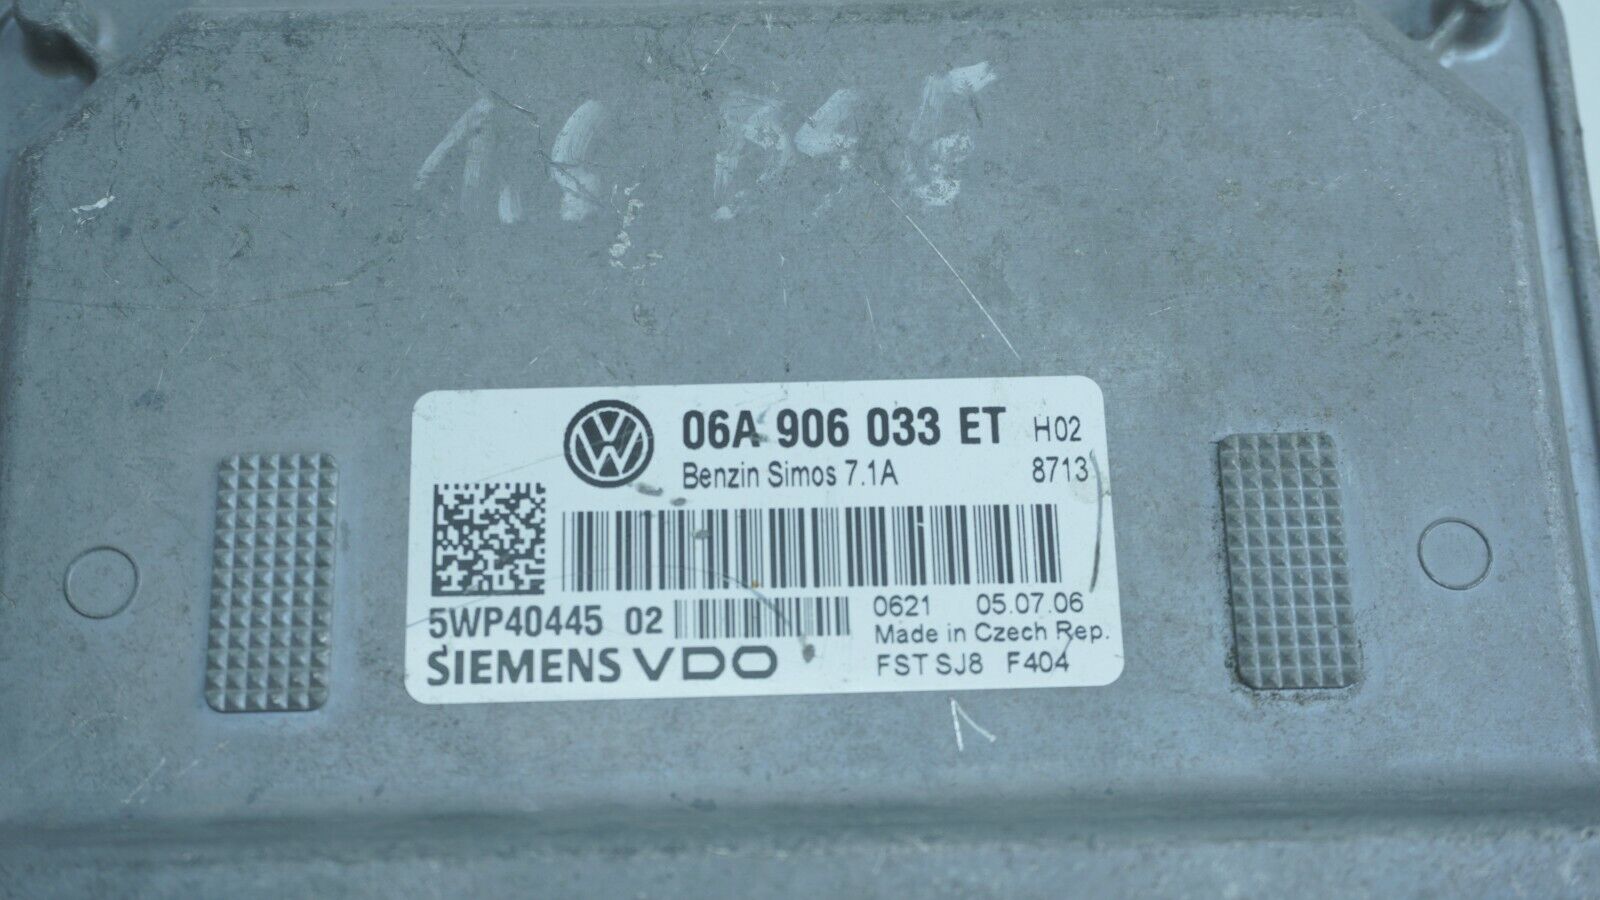 06A 906 033 ET H02
Benzin Simos 7.1A 8713
5WP40445 02
0621 05.07.06
Made in Czech Rep.
SIEMENS VDO
FST SJ8 F404